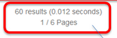 60 results (0.012 seconds)
1 / 6 Pages